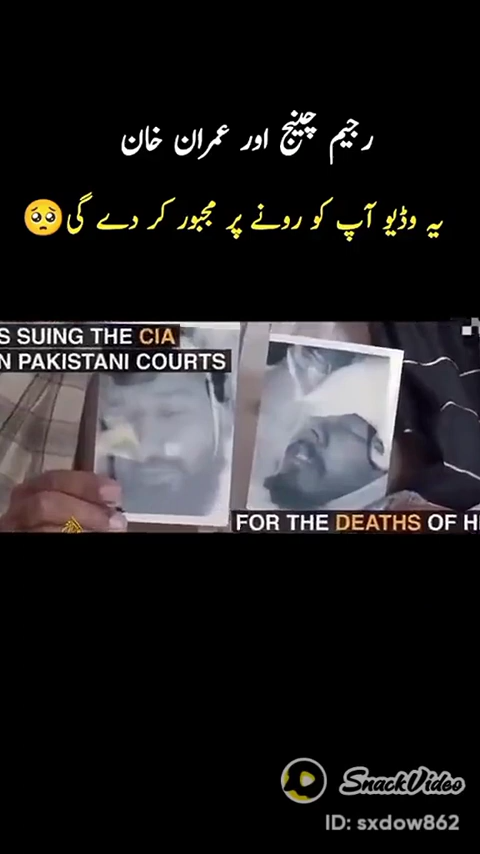 رجیم چینج اور عمران خان
یہ وڈیو آپ کو رونے پر مجبور کر دے گی🥺
S SUING THE CIA
N PAKISTANI COURTS
FOR THE DEATHS OF H
SnackVideo
ID: sxdow862